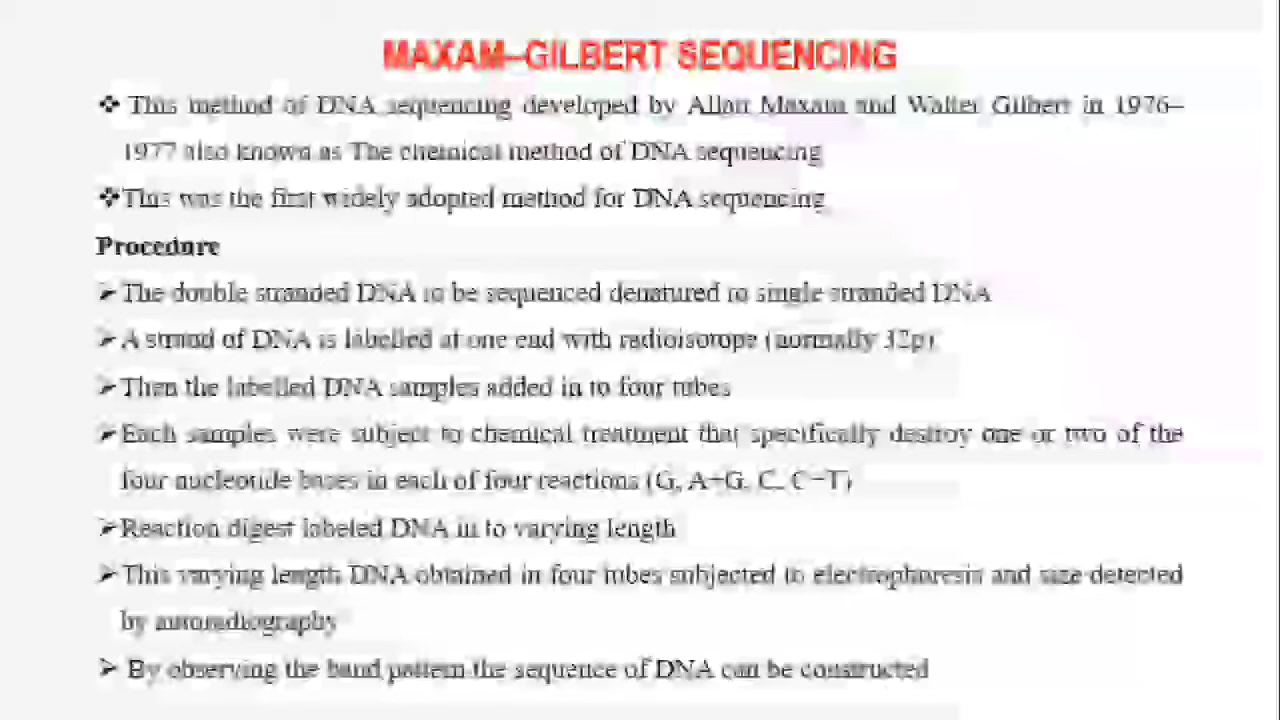 MAXAM–GILBERT SEQUENCING
❖ This method of DNA sequencing developed by Allan Maxam and Walter Gilbert in 1976–
1977 also known as The chemical method of DNA sequencing
❖This was the first widely adopted method for DNA sequencing
Procedure
➢The double stranded DNA to be sequenced denatured to single stranded DNA
➢A strand of DNA is labelled at one end with radioisotope (normally 32p)
➢Then the labelled DNA samples added in to four tubes
➢Each samples were subject to chemical treatment that specifically destroy one or two of the
four nucleotide bases in each of four reactions (G, A+G, C, C+T)
➢Reaction digest labeled DNA in to varying length
➢This varying length DNA obtained in four tubes subjected to electrophoresis and size detected
by autoradiography
➢ By observing the band pattern the sequence of DNA can be constructed